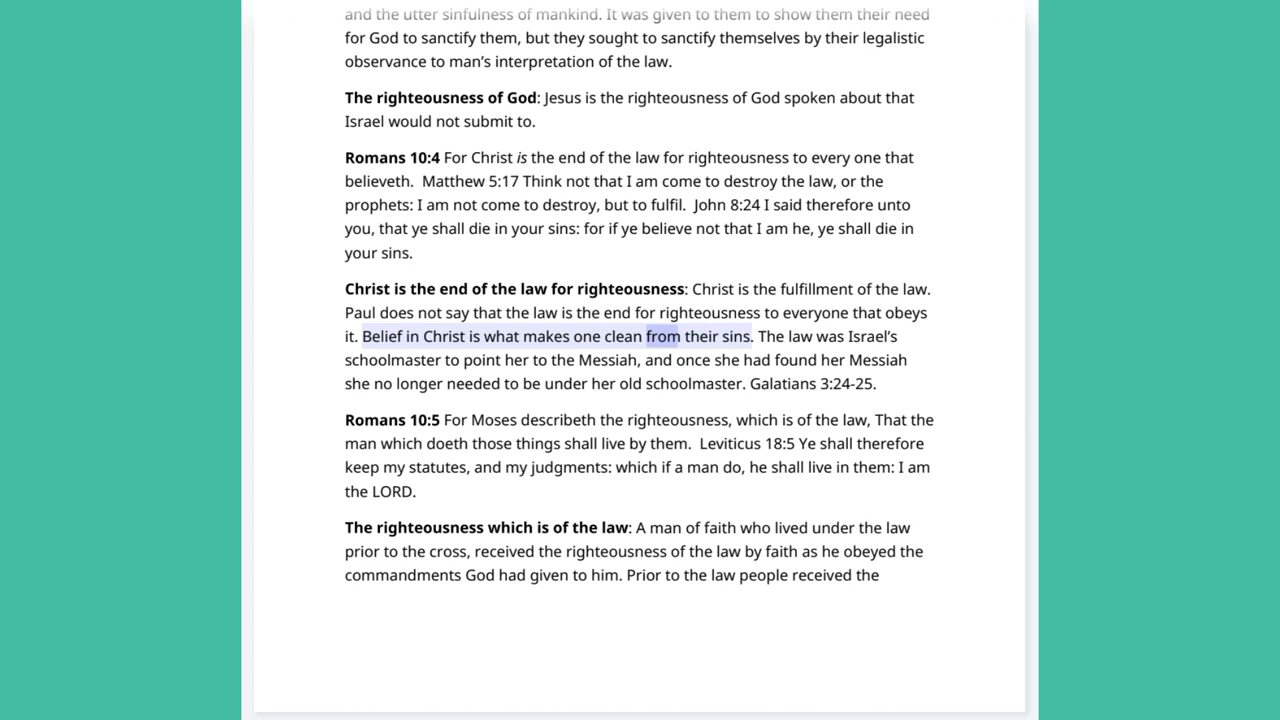 and the utter sinfulness of mankind. It was given to them to show them their need
for God to sanctify them, but they sought to sanctify themselves by their legalistic
observance to man’s interpretation of the law.
The righteousness of God: Jesus is the righteousness of God spoken about that
Israel would not submit to.
Romans 10:4 For Christ is the end of the law for righteousness to every one that
believeth.  Matthew 5:17 Think not that I am come to destroy the law, or the
prophets: I am not come to destroy, but to fulfil.  John 8:24 I said therefore unto
you, that ye shall die in your sins: for if ye believe not that I am he, ye shall die in
your sins.
Christ is the end of the law for righteousness: Christ is the fulfillment of the law.
Paul does not say that the law is the end for righteousness to everyone that obeys
it. Belief in Christ is what makes one clean from their sins. The law was Israel’s
schoolmaster to point her to the Messiah, and once she had found her Messiah
she no longer needed to be under her old schoolmaster. Galatians 3:24-25.
Romans 10:5 For Moses describeth the righteousness, which is of the law, That the
man which doeth those things shall live by them.  Leviticus 18:5 Ye shall therefore
keep my statutes, and my judgments: which if a man do, he shall live in them: I am
the LORD.
The righteousness which is of the law: A man of faith who lived under the law
prior to the cross, received the righteousness of the law by faith as he obeyed the
commandments God had given to him. Prior to the law people received the